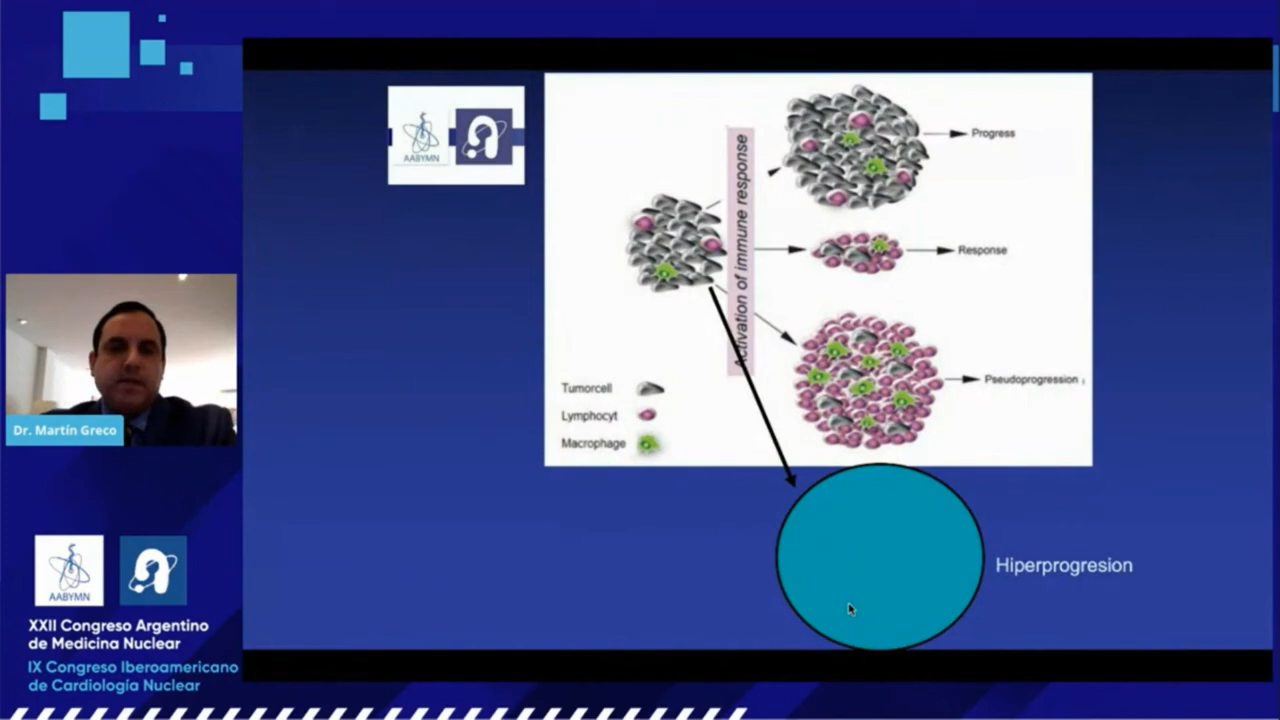 AABYMN
Activation of immune response
Progress
Response
Pseudoprogression
Tumorcell
Lymphocyt
Macrophage
Hiperprogresion
Dr. Martín Greco
AABYMN
XXII Congreso Argentino
de Medicina Nuclear
IX Congreso Iberoamericano
de Cardiología Nuclear